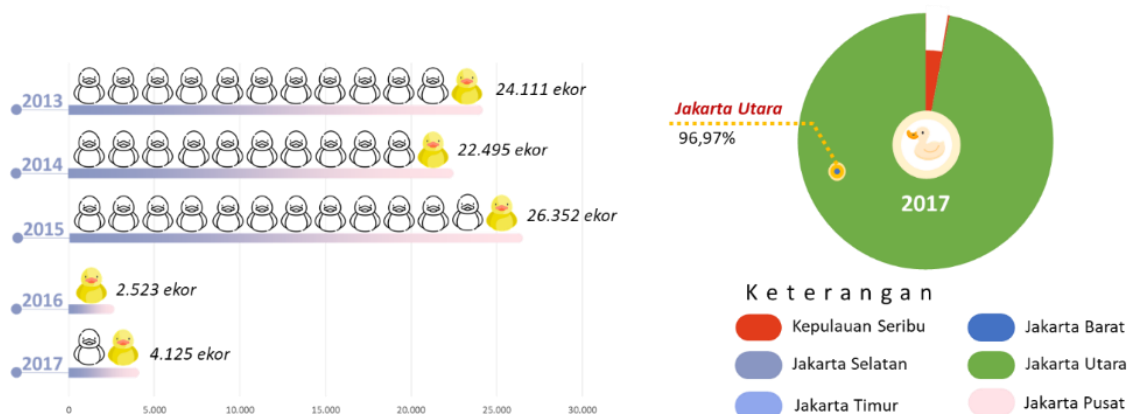 2013
24.111 ekor
2014
22.495 ekor
2015
26.352 ekor
2016
2.523 ekor
2017
4.125 ekor
0
5.000
10.000
15.000
20.000
25.000
30.000
Jakarta Utara
96,97%
2017
Keterangan
Kepulauan Seribu
Jakarta Barat
Jakarta Selatan
Jakarta Utara
Jakarta Timur
Jakarta Pusat